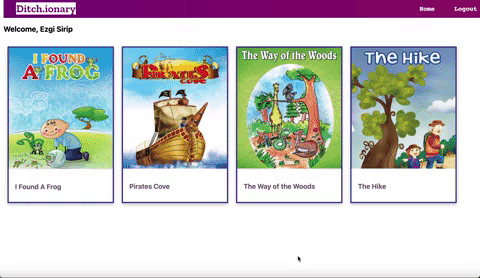 Ditch.ionary
Home
Logout
Welcome, Ezgi Sirip
I FOUND
A FROG
PIRATES
COVE
The Way of the Woods
THE HIKE
I Found A Frog
Pirates Cove
The Way of the Woods
The Hike